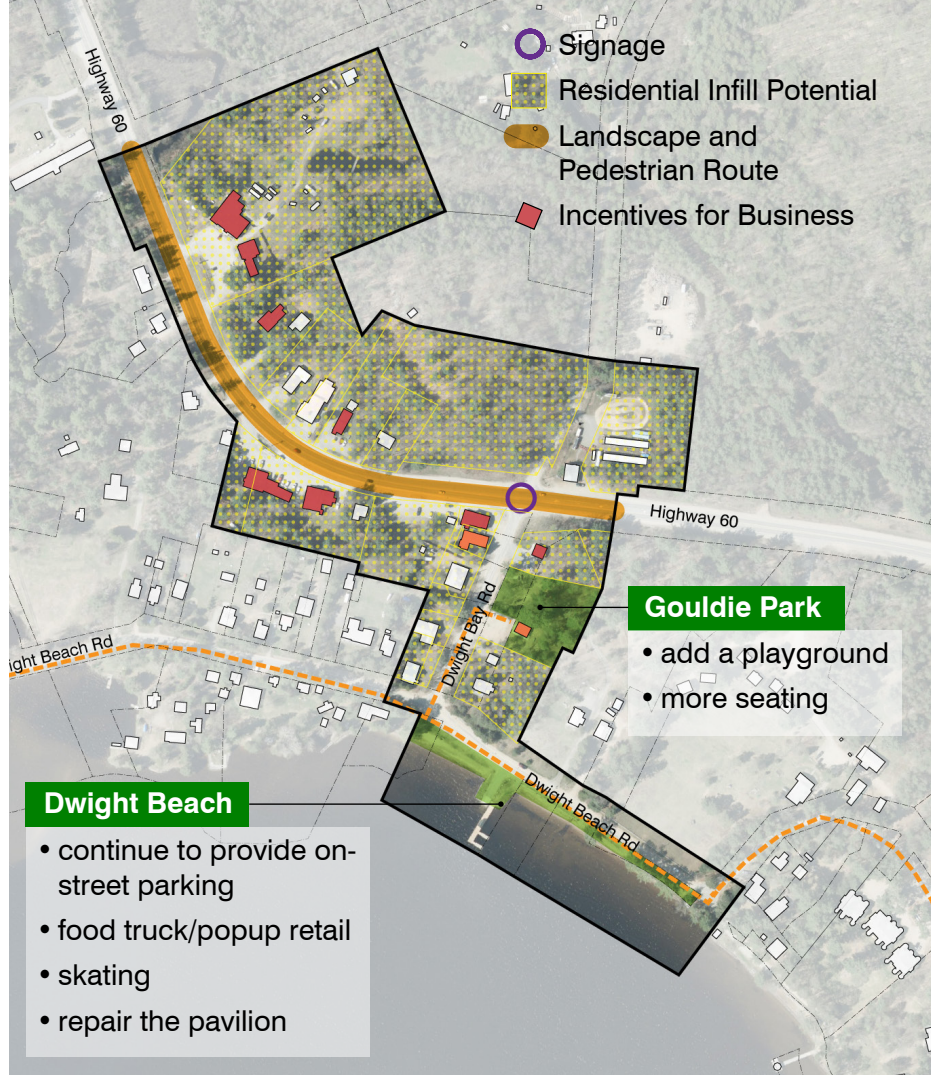 Highway 60
Signage
Residential Infill Potential
Landscape and
Pedestrian Route
Incentives for Business
Highway 60
Gouldie Park
• add a playground
• more seating
Dwight Bay Rd
ight Beach Rd
Dwight Beach Rd
Dwight Beach
• continue to provide on-
street parking
• food truck/popup retail
• skating
• repair the pavilion